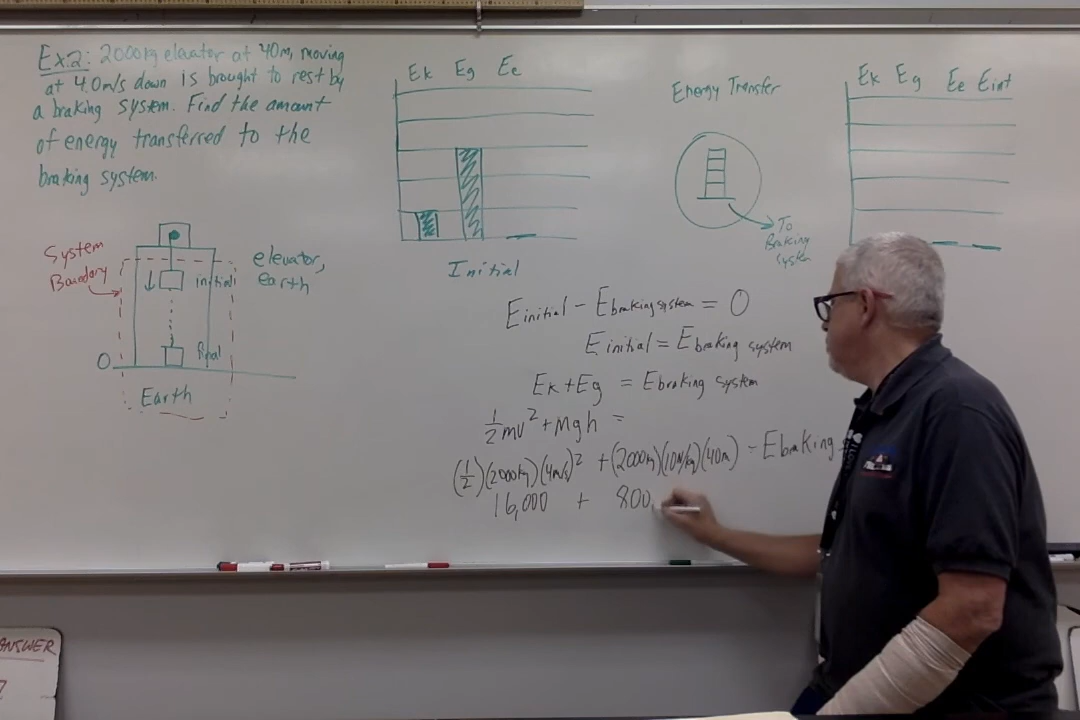 Ex.2: 2000kg elevator at 40m, moving
at 4.0m/s down is brought to rest by
a braking system. Find the amount
of energy transferred to the
braking system.
Ek Eg Ee
Initial
Energy Transfer
To
Braking
system
Ek Eg Ee Eint
System
Boundary
initial
final
0
Earth
elevator,
earth
Einitial - Ebraking system = 0
Einitial = Ebraking system
Ek + Eg = Ebraking system
1/2 mv² + mgh =
(1/2)(2000kg)(4m/s)² + (2000kg)(10N/kg)(40m) = Ebraking
16,000 + 800,
ANSWER